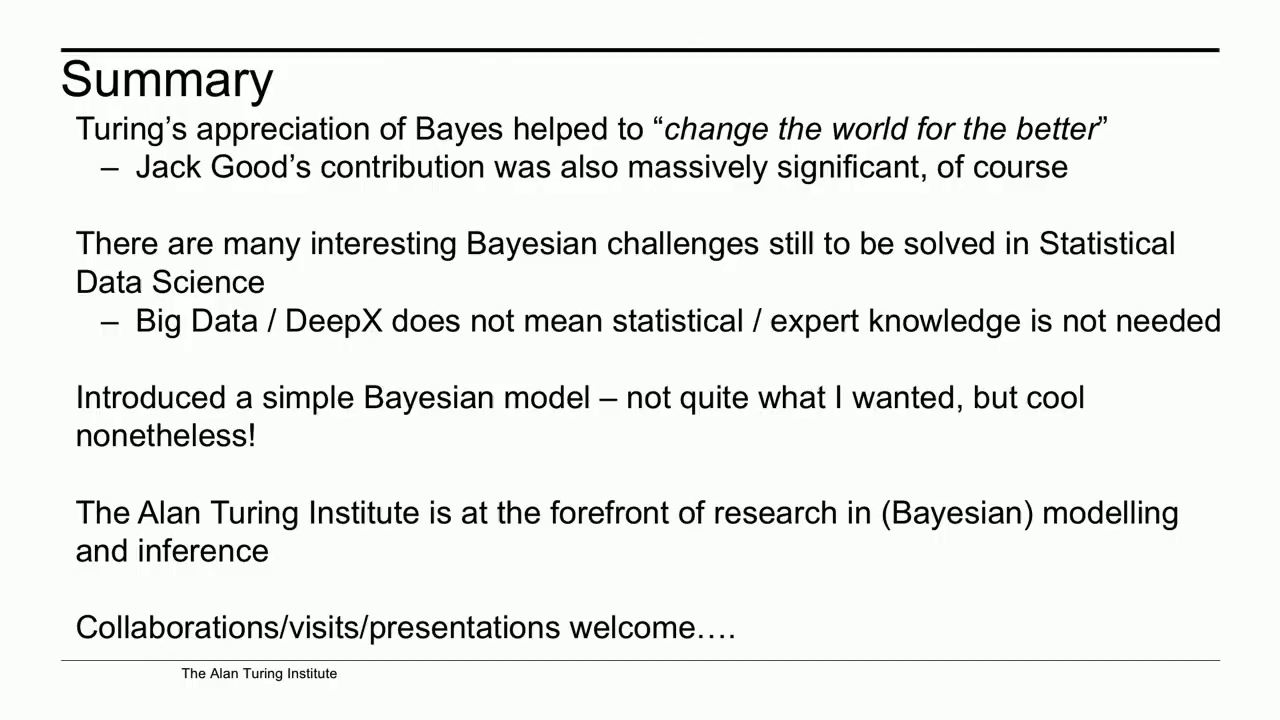 Summary
Turing’s appreciation of Bayes helped to “change the world for the better”
– Jack Good’s contribution was also massively significant, of course
There are many interesting Bayesian challenges still to be solved in Statistical
Data Science
– Big Data / DeepX does not mean statistical / expert knowledge is not needed
Introduced a simple Bayesian model – not quite what I wanted, but cool
nonetheless!
The Alan Turing Institute is at the forefront of research in (Bayesian) modelling
and inference
Collaborations/visits/presentations welcome….
The Alan Turing Institute